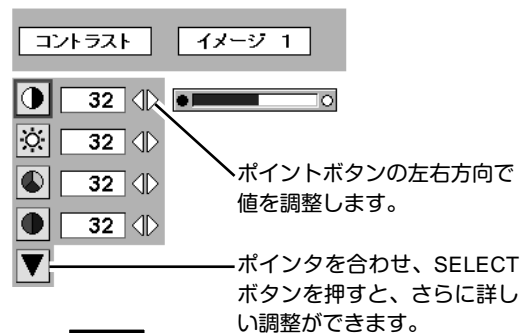 コントラスト イメージ 1
32
32
32
32
ポイントボタンの左右方向で
値を調整します。
ポインタを合わせ、SELECT
ボタンを押すと、さらに詳し
い調整ができます。